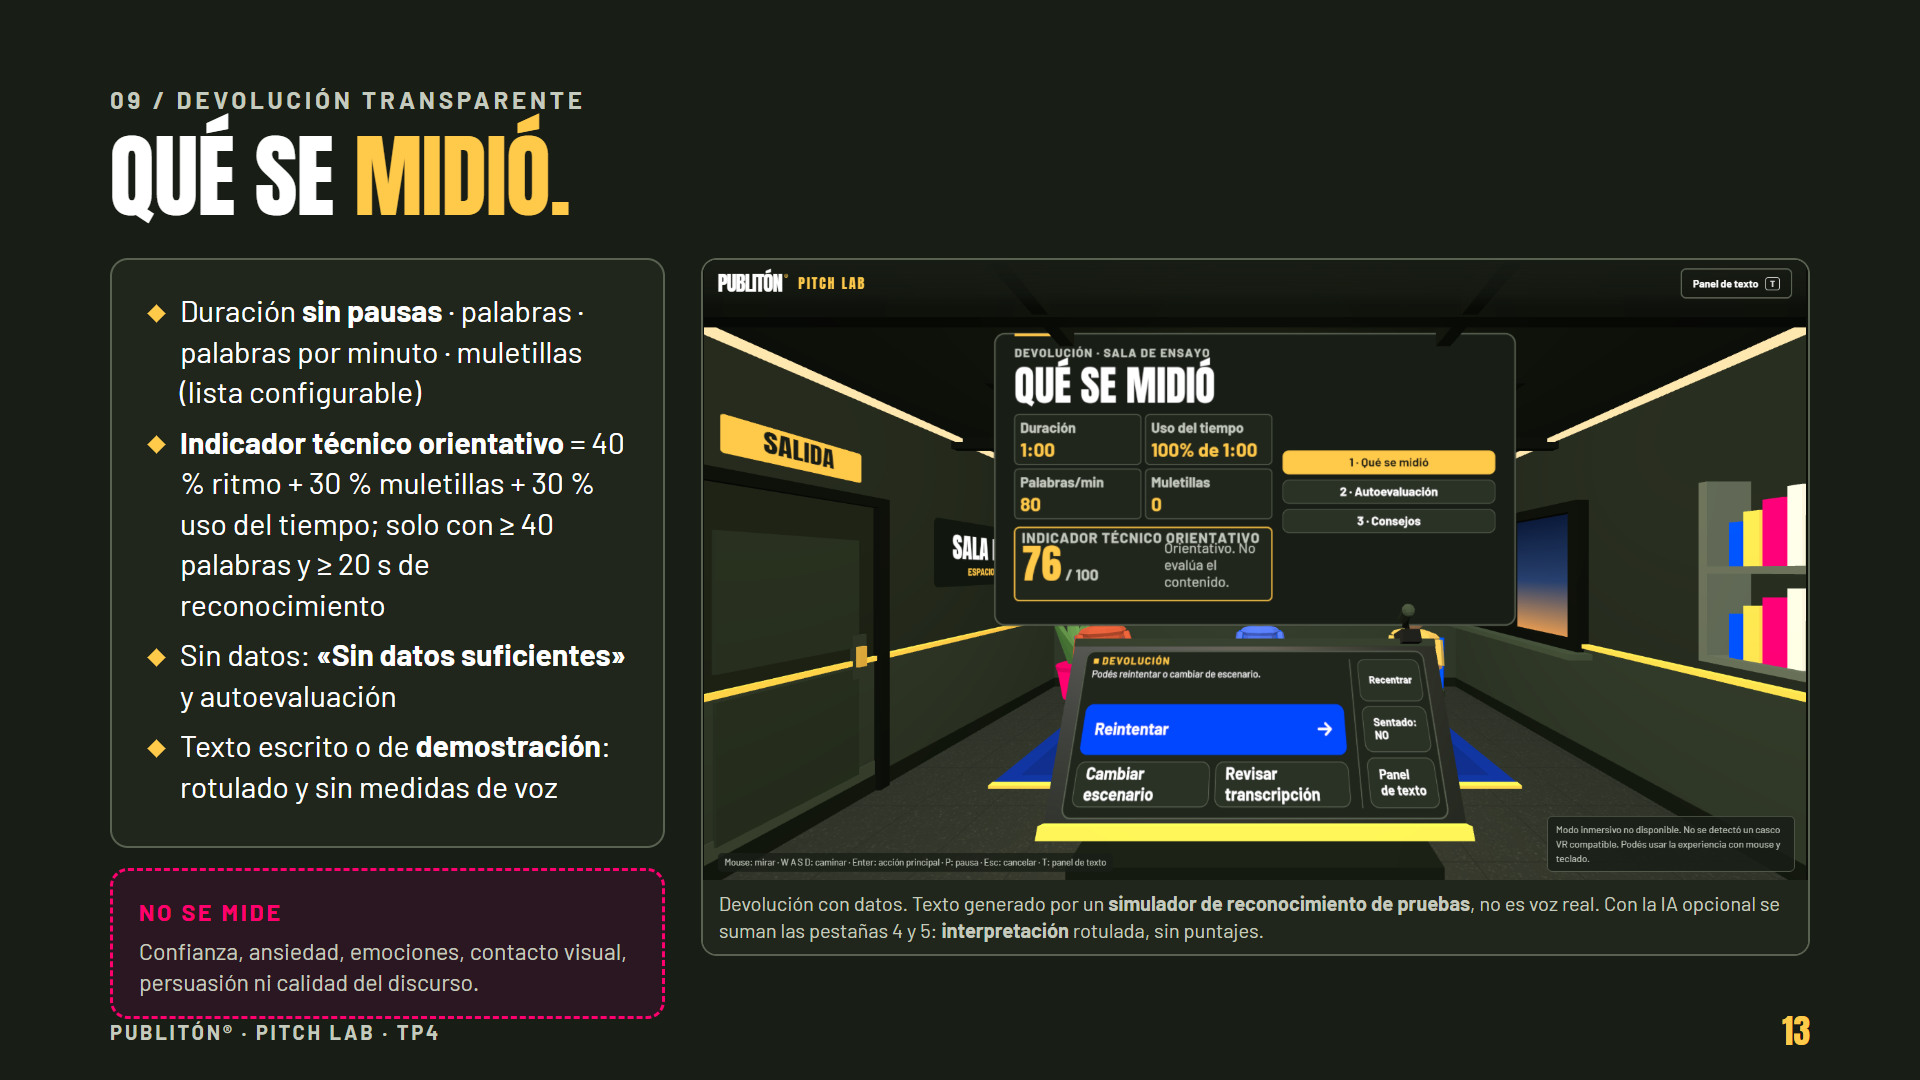 09 / DEVOLUCIÓN TRANSPARENTE
QUÉ SE MIDIÓ.
Duración sin pausas · palabras ·
palabras por minuto · muletillas
(lista configurable)
Indicador técnico orientativo = 40
% ritmo + 30 % muletillas + 30 %
uso del tiempo; solo con ≥ 40
palabras y ≥ 20 s de
reconocimiento
Sin datos: «Sin datos suficientes»
y autoevaluación
Texto escrito o de demostración:
rotulado y sin medidas de voz
NO SE MIDE
Confianza, ansiedad, emociones, contacto visual,
persuasión ni calidad del discurso.
PUBLITÓN® PITCH LAB
Panel de texto T
SALIDA
SALA
ESPACIO
DEVOLUCIÓN · SALA DE ENSAYO
QUÉ SE MIDIÓ
Duración
1:00
Uso del tiempo
100% de 1:00
Palabras/min
80
Muletillas
0
INDICADOR TÉCNICO ORIENTATIVO
76 / 100
Orientativo. No
evalúa el
contenido.
1 · Qué se midió
2 · Autoevaluación
3 · Consejos
DEVOLUCIÓN
Podés reintentar o cambiar de escenario.
Reintentar →
Cambiar
escenario
Revisar
transcripción
Recentrar
Sentado:
NO
Panel
de texto
Mouse: mirar · W A S D: caminar · Enter: acción principal · P: pausa · Esc: cancelar · T: panel de texto
Modo inmersivo no disponible. No se detectó un casco
VR compatible. Podés usar la experiencia con mouse y
teclado.
Devolución con datos. Texto generado por un simulador de reconocimiento de pruebas, no es voz real. Con la IA opcional se
suman las pestañas 4 y 5: interpretación rotulada, sin puntajes.
PUBLITÓN® · PITCH LAB · TP4
13